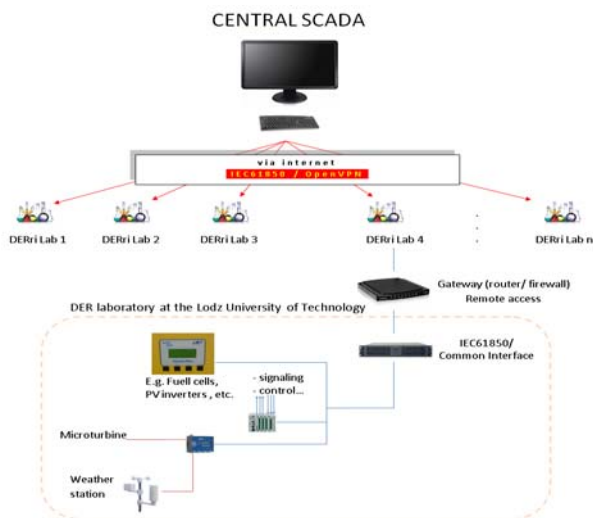 CENTRAL SCADA
via internet
IEC61850 / OpenVPN
DERri Lab 1
DERri Lab 2
DERri Lab 3
DERri Lab 4
DERri Lab n
Gateway (router/ firewall)
Remote access
DER laboratory at the Lodz University of Technology
IEC61850/
Common Interface
E.g. Fuell cells,
PV inverters , etc.
- signaling
- control...
Microturbine
Weather
station